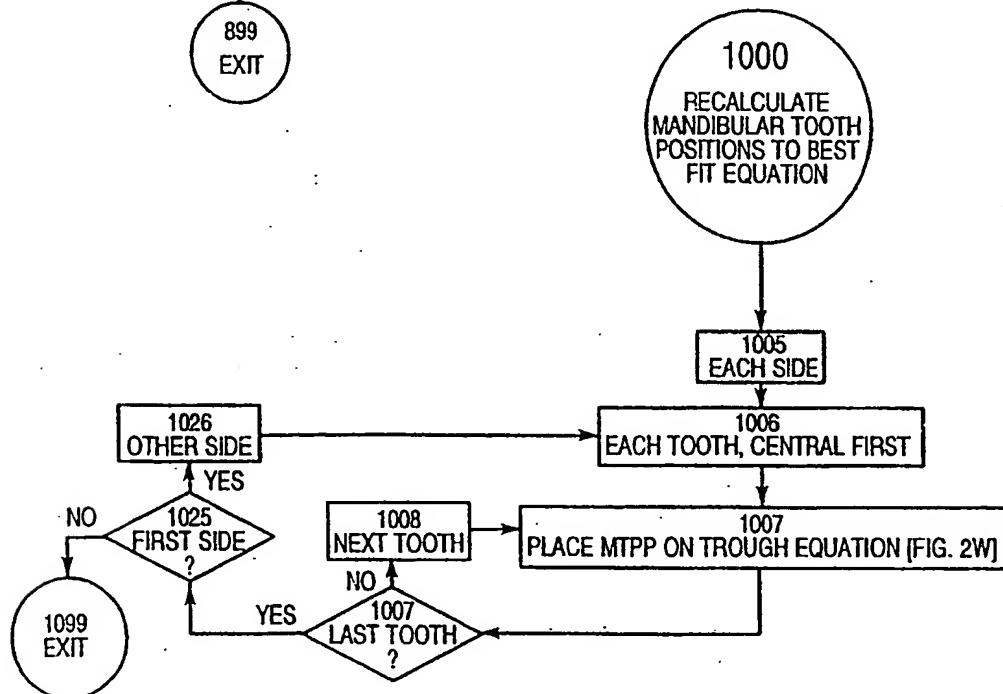 899
EXIT
1000
RECALCULATE
MANDIBULAR TOOTH
POSITIONS TO BEST
FIT EQUATION
1005
EACH SIDE
1026
OTHER SIDE
1006
EACH TOOTH, CENTRAL FIRST
YES
NO
1025
FIRST SIDE
?
1008
NEXT TOOTH
1007
PLACE MTPP ON TROUGH EQUATION [FIG. 2W]
NO
YES
1007
LAST TOOTH
?
1099
EXIT